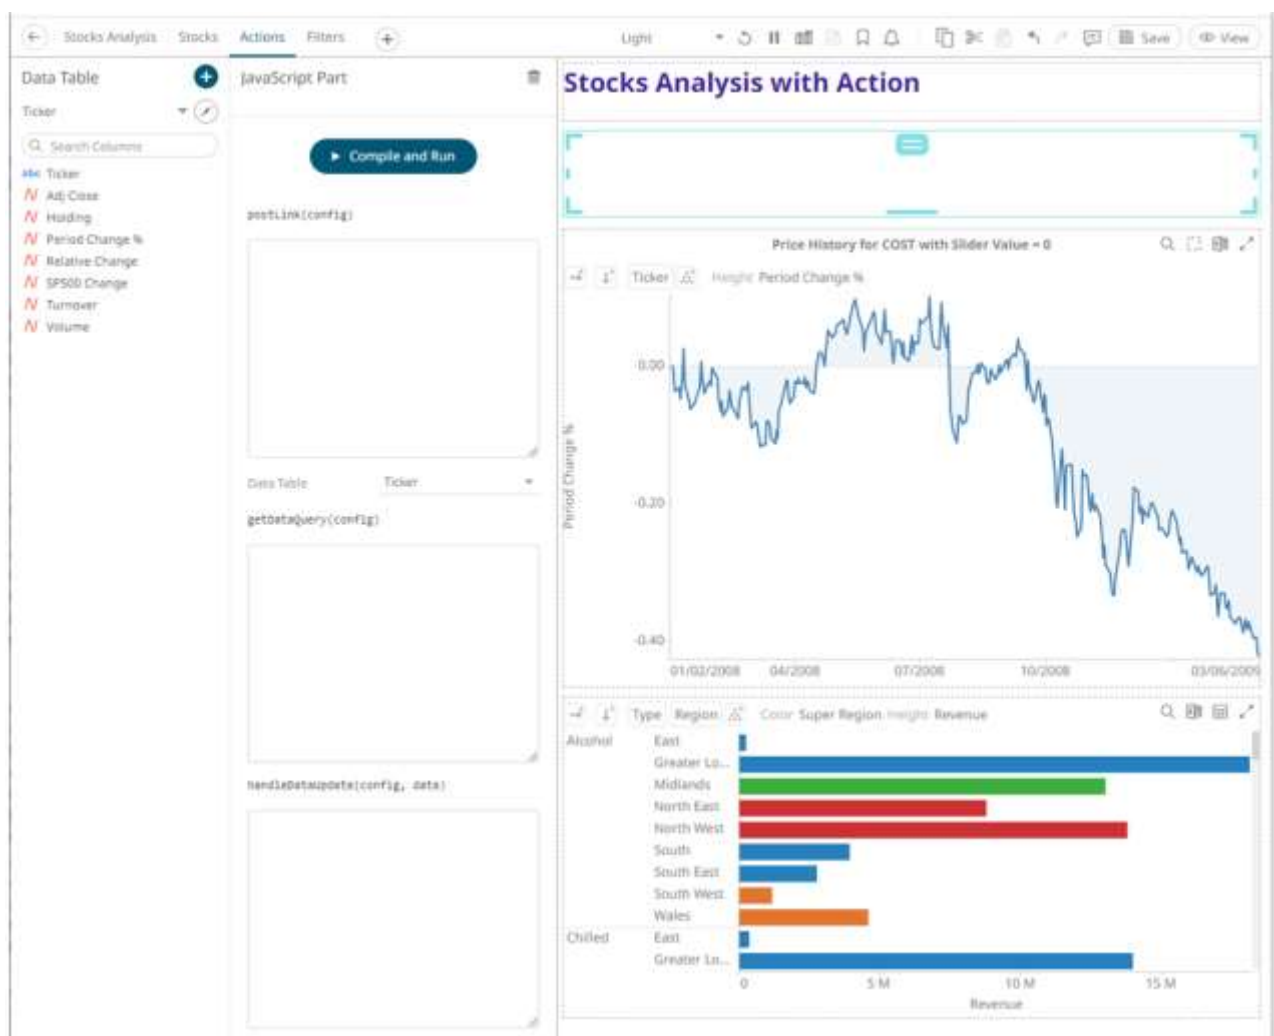 Stocks Analysis Stocks Actions Filters
Light Save View
Data Table
Ticker
Search Columns
abc Ticker
Adj Close
Holding
Period Change %
Relative Change
SP500 Change
Turnover
Volume
JavaScript Part
Compile and Run
postLink(config)
Data Table Ticker
getDataQuery(config)
handleDataUpdate(config, data)
Stocks Analysis with Action
Price History for COST with Slider Value = 0
Ticker Height: Period Change %
0.00
-0.20
-0.40
Period Change %
01/02/2008 04/2008 07/2008 10/2008 03/06/2009
Type Region Color: Super Region Height: Revenue
Alcohol East
Greater Lo...
Midlands
North East
North West
South
South East
South West
Wales
Chilled East
Greater Lo...
0 5 M 10 M 15 M
Revenue